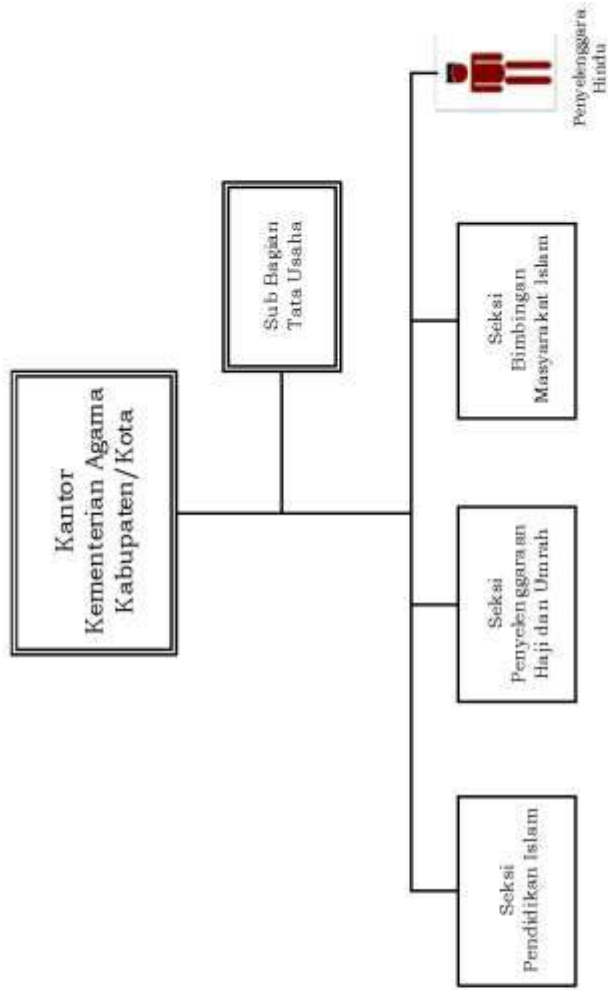 Kantor
Kementerian Agama
Kabupaten/Kota
Sub Bagian
Tata Usaha
Seksi
Pendidikan Islam
Seksi
Penyelenggaraan
Haji dan Umrah
Seksi
Bimbingan
Masyarakat Islam
Penyelenggara
Hindu